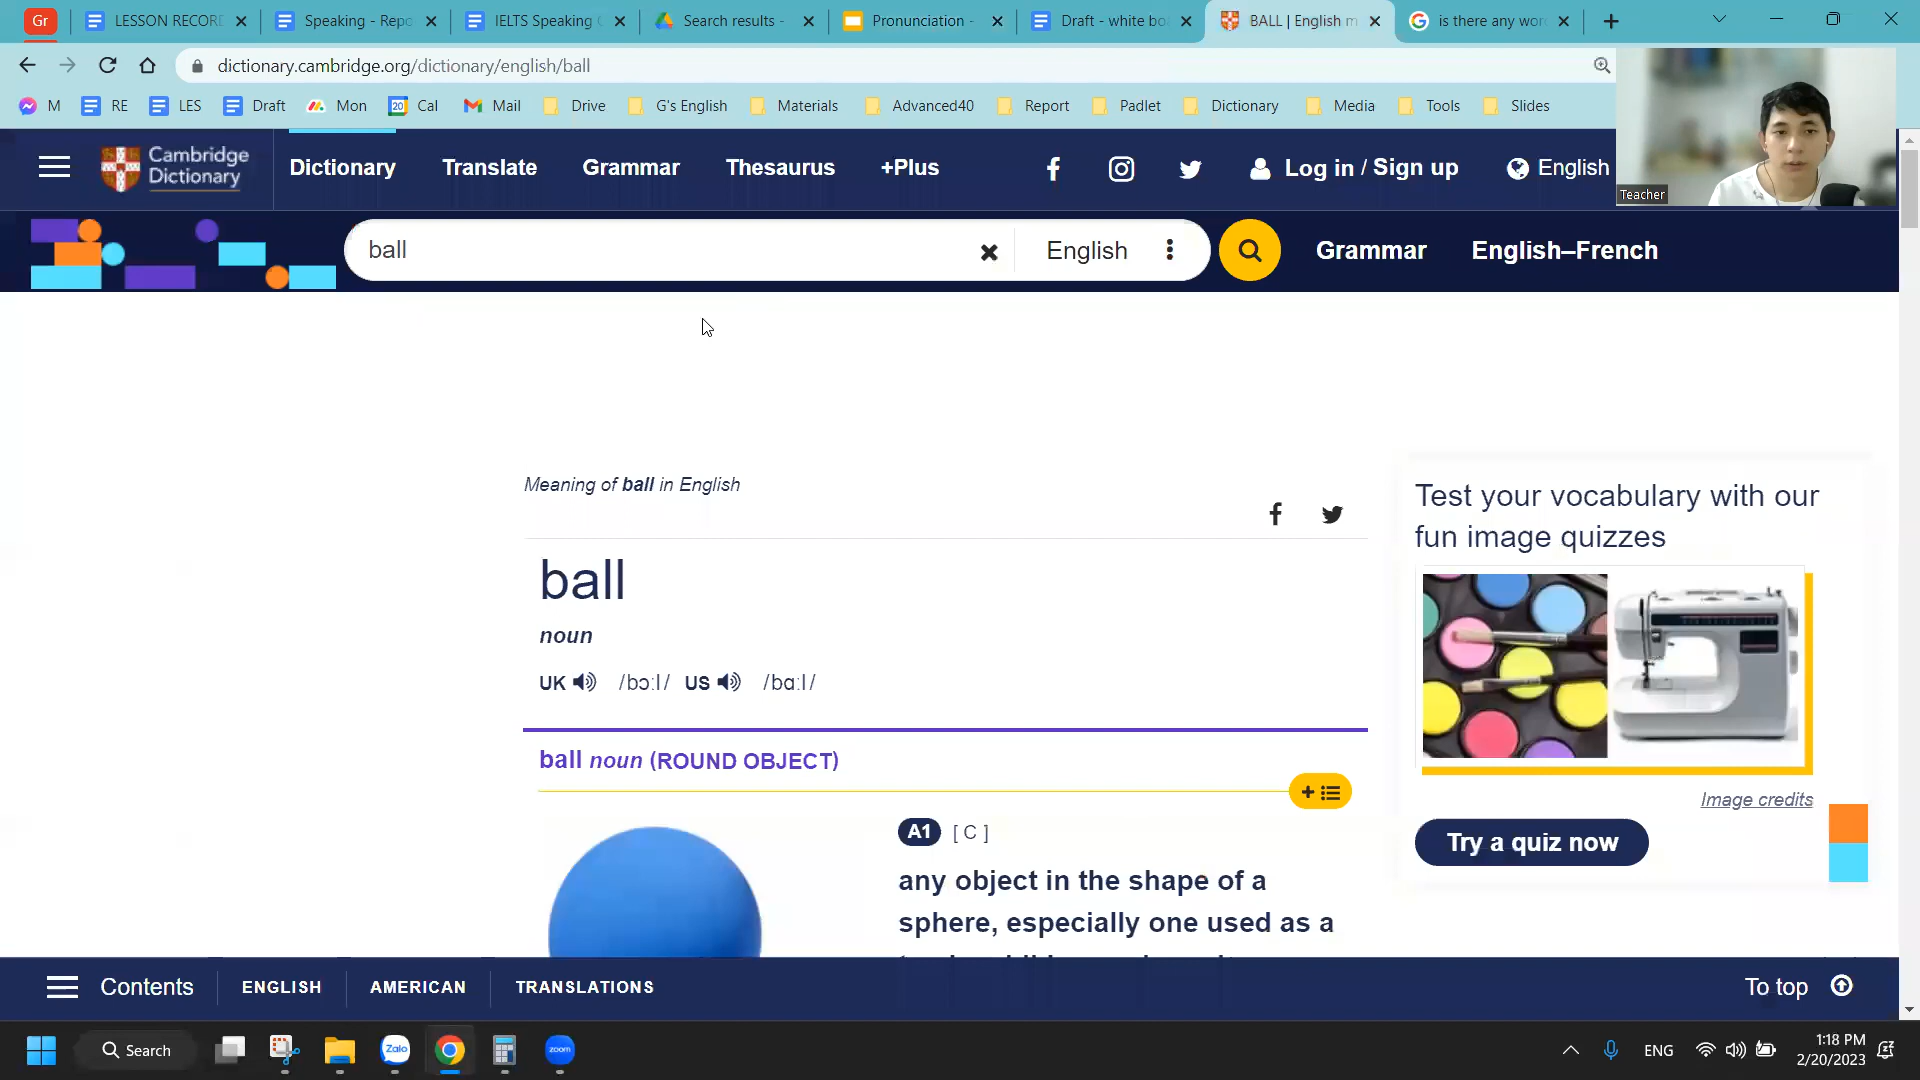 Gr
LESSON RECORD
Speaking - Repo
IELTS Speaking
Search results -
Pronunciation -
Draft - white bo
BALL | English m
is there any wor
dictionary.cambridge.org/dictionary/english/ball
M
RE
LES
Draft
Mon
20
Cal
Mail
Drive
G's English
Materials
Advanced40
Report
Padlet
Dictionary
Media
Tools
Slides
Teacher
Cambridge
Dictionary
Dictionary
Translate
Grammar
Thesaurus
+Plus
Log in / Sign up
English
ball
English
Grammar
English–French
Meaning of ball in English
ball
noun
UK /bɔːl/ US /bɑːl/
ball noun (ROUND OBJECT)
A1 [ C ]
any object in the shape of a
sphere, especially one used as a
Test your vocabulary with our
fun image quizzes
Image credits
Try a quiz now
Contents
ENGLISH
AMERICAN
TRANSLATIONS
To top
Search
Zalo
zoom
ENG
1:18 PM
2/20/2023